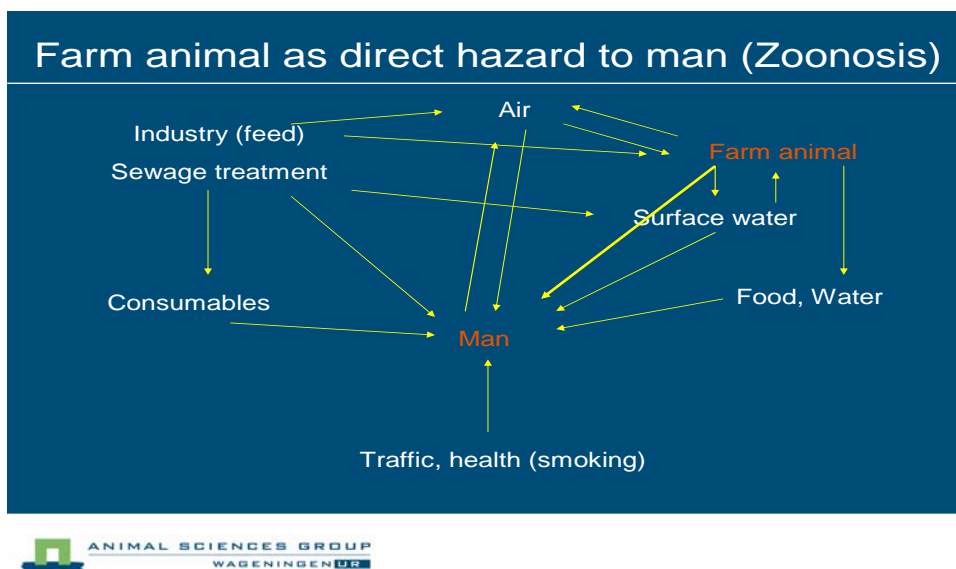 Farm animal as direct hazard to man (Zoonosis)
Air
Industry (feed)
Farm animal
Sewage treatment
Surface water
Consumables
Food, Water
Man
Traffic, health (smoking)
ANIMAL SCIENCES GROUP
WAGENINGEN UR